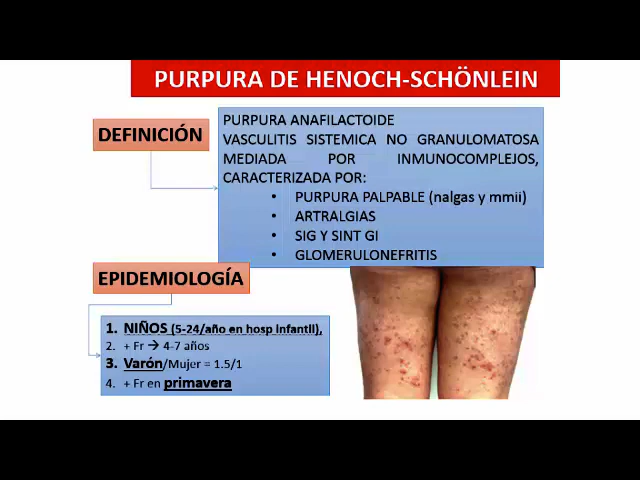 PURPURA DE HENOCH-SCHÖNLEIN
DEFINICIÓN
PURPURA ANAFILACTOIDE
VASCULITIS SISTEMICA NO GRANULOMATOSA
MEDIADA POR INMUNOCOMPLEJOS,
CARACTERIZADA POR:
• PURPURA PALPABLE (nalgas y mmii)
• ARTRALGIAS
• SIG Y SINT GI
• GLOMERULONEFRITIS
EPIDEMIOLOGÍA
1. NIÑOS (5-24/año en hosp infantil),
2. + Fr → 4-7 años
3. Varón/Mujer = 1.5/1
4. + Fr en primavera